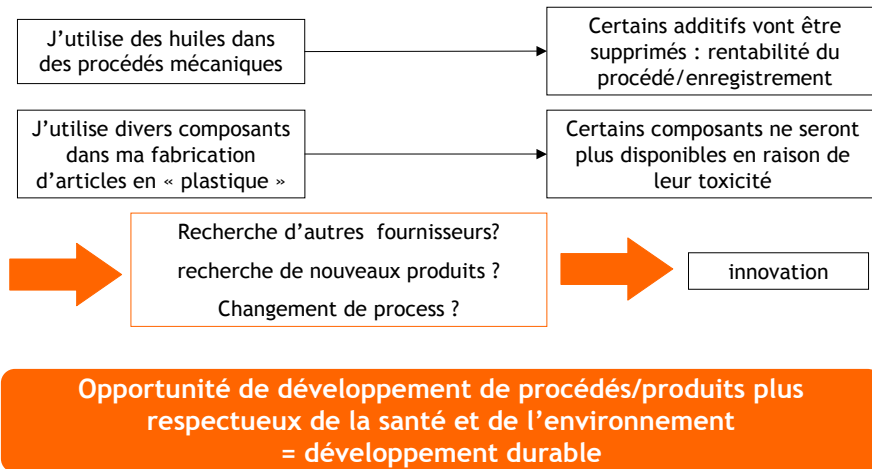 J’utilise des huiles dans
des procédés mécaniques
Certains additifs vont être
supprimés : rentabilité du
procédé/enregistrement
J’utilise divers composants
dans ma fabrication
d’articles en « plastique »
Certains composants ne seront
plus disponibles en raison de
leur toxicité
Recherche d’autres fournisseurs?
recherche de nouveaux produits ?
Changement de process ?
innovation
Opportunité de développement de procédés/produits plus
respectueux de la santé et de l’environnement
= développement durable